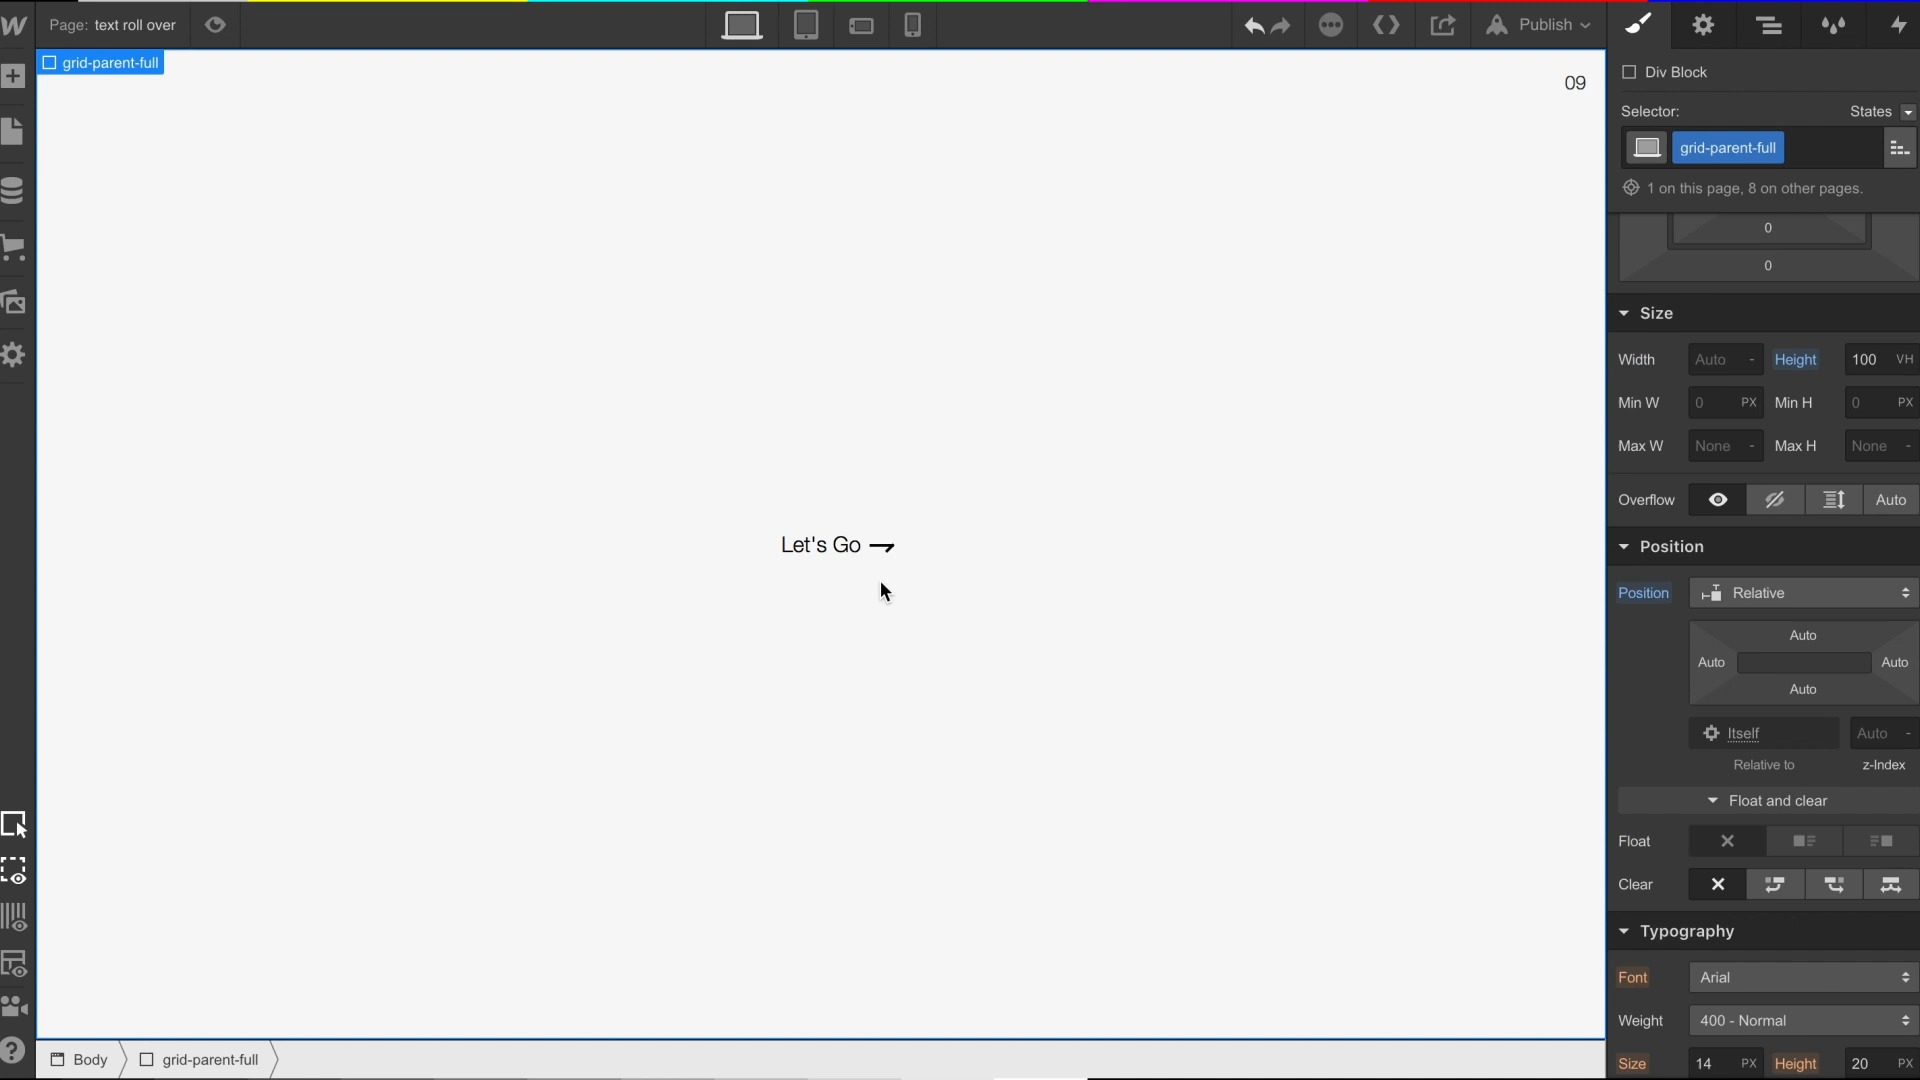 Page: text roll over
Publish
grid-parent-full
09
Let's Go
Body
grid-parent-full
Div Block
Selector:
States
grid-parent-full
1 on this page, 8 on other pages.
0
0
Size
Width Auto - Height 100 VH
Min W 0 PX Min H 0 PX
Max W None - Max H None -
Overflow Auto
Position
Position Relative
Auto
Auto Auto
Auto
Itself Auto -
Relative to z-Index
Float and clear
Float
Clear
Typography
Font Arial
Weight 400 - Normal
Size 14 PX Height 20 PX